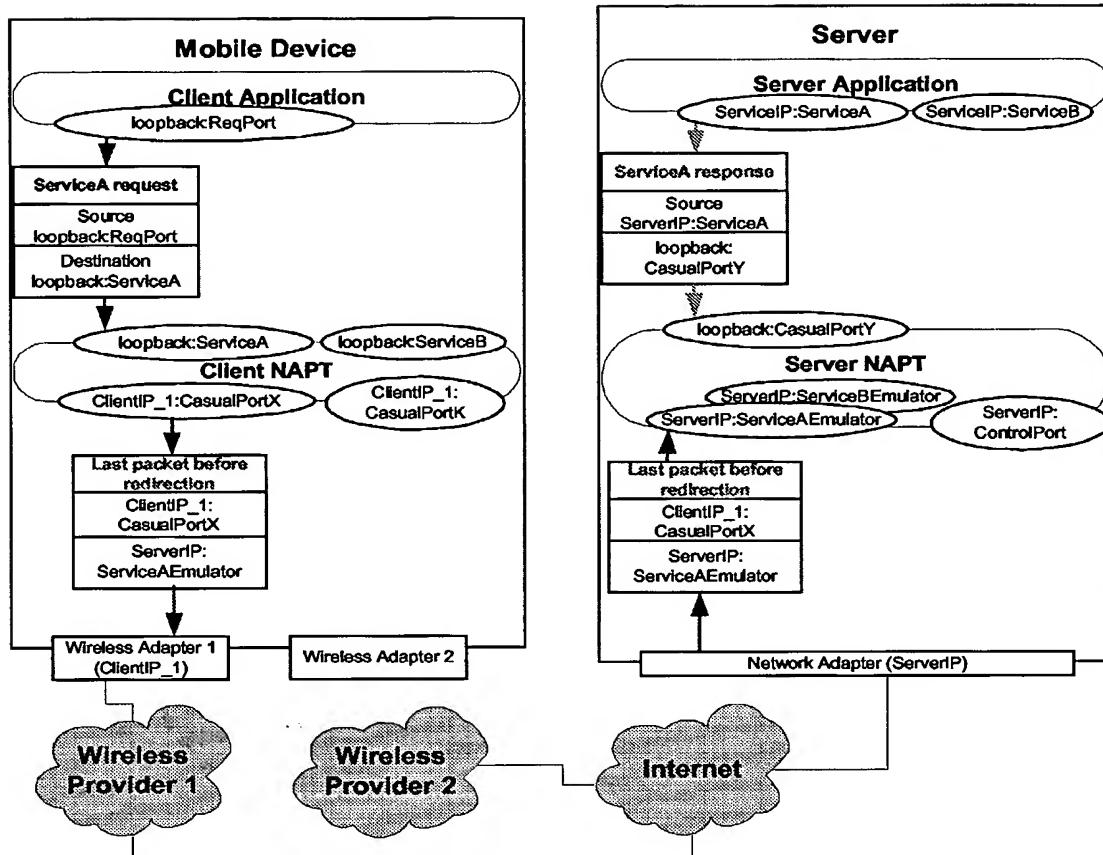 Mobile Device
Client Application
loopback:ReqPort
ServiceA request
Source
loopback:ReqPort
Destination
loopback:ServiceA
loopback:ServiceA
loopback:ServiceB
Client NAPT
ClientIP_1:CasualPortX
ClientIP_1:
CasualPortK
Last packet before
redirection
ClientIP_1:
CasualPortX
ServerIP:
ServiceAEmulator
Wireless Adapter 1
(ClientIP_1)
Wireless Adapter 2
Wireless
Provider 1
Wireless
Provider 2
Internet
Server
Server Application
ServiceIP:ServiceA
ServiceIP:ServiceB
ServiceA response
Source
ServerIP:ServiceA
loopback:
CasualPortY
loopback:CasualPortY
Server NAPT
ServerIP:ServiceBEmulator
ServerIP:ServiceAEmulator
ServerIP:
ControlPort
Last packet before
redirection
ClientIP_1:
CasualPortX
ServerIP:
ServiceAEmulator
Network Adapter (ServerIP)